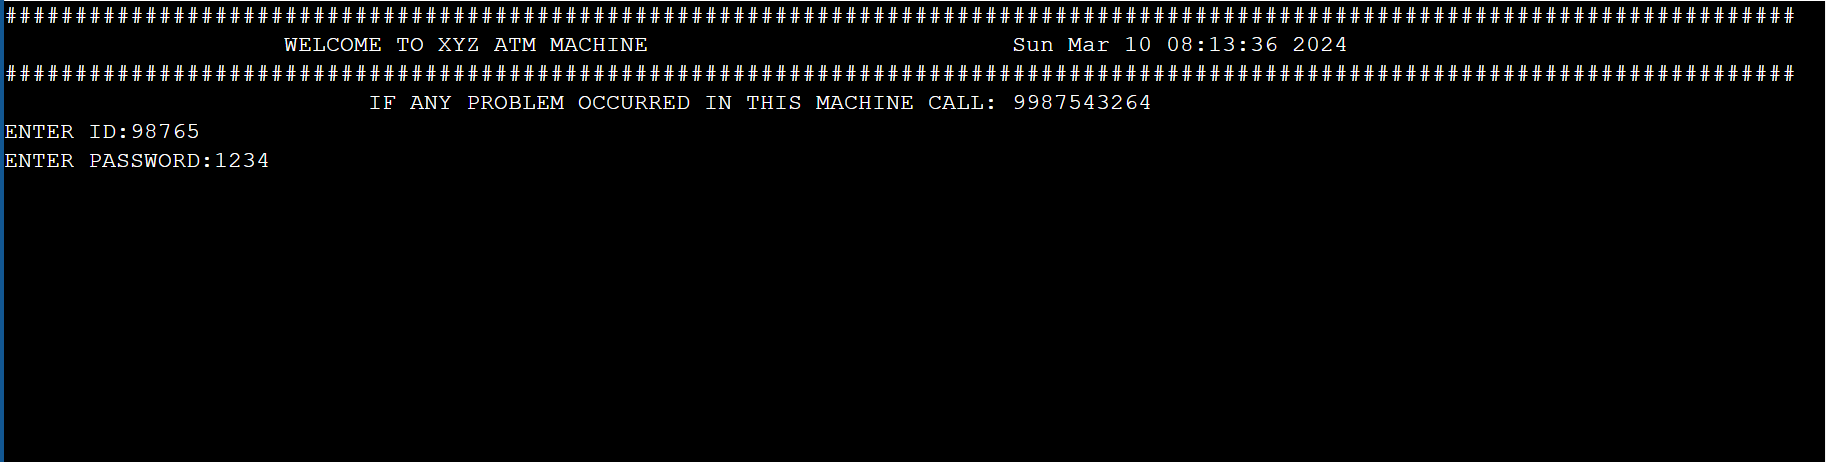 ################################################################################################################################
WELCOME TO XYZ ATM MACHINE Sun Mar 10 08:13:36 2024
################################################################################################################################
IF ANY PROBLEM OCCURRED IN THIS MACHINE CALL: 9987543264
ENTER ID:98765
ENTER PASSWORD:1234